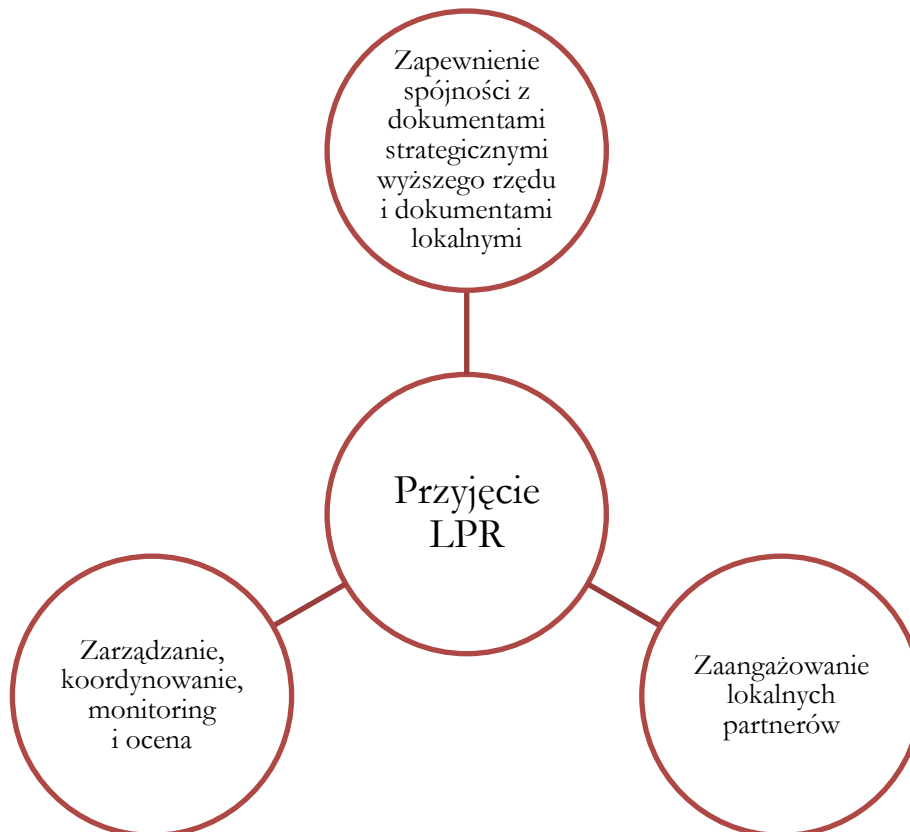 Zapewnienie
spójności z
dokumentami
strategicznymi
wyższego rzędu
i dokumentami
lokalnymi
Przyjęcie
LPR
Zarządzanie,
koordynowanie,
monitoring
i ocena
Zaangażowanie
lokalnych
partnerów